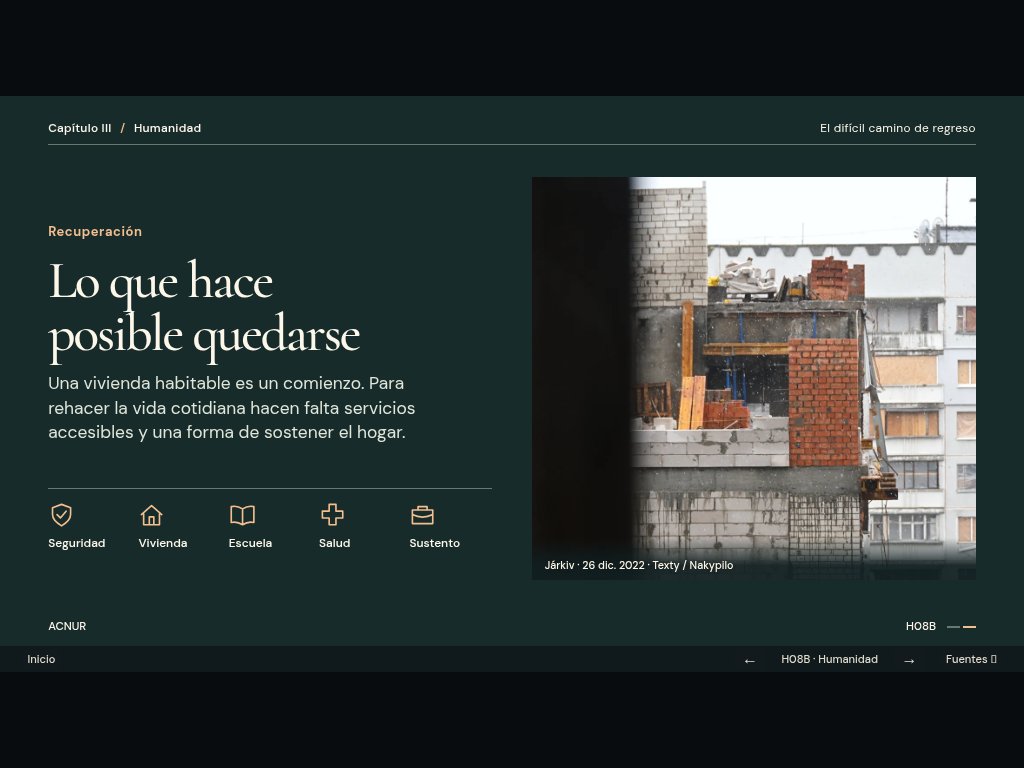 Capítulo III / Humanidad
El difícil camino de regreso
Recuperación
Lo que hace
posible quedarse
Una vivienda habitable es un comienzo. Para
rehacer la vida cotidiana hacen falta servicios
accesibles y una forma de sostener el hogar.
Seguridad
Vivienda
Escuela
Salud
Sustento
Járkiv · 26 dic. 2022 · Texty / Nakypilo
ACNUR
H08B
Inicio
← H08B · Humanidad →
Fuentes